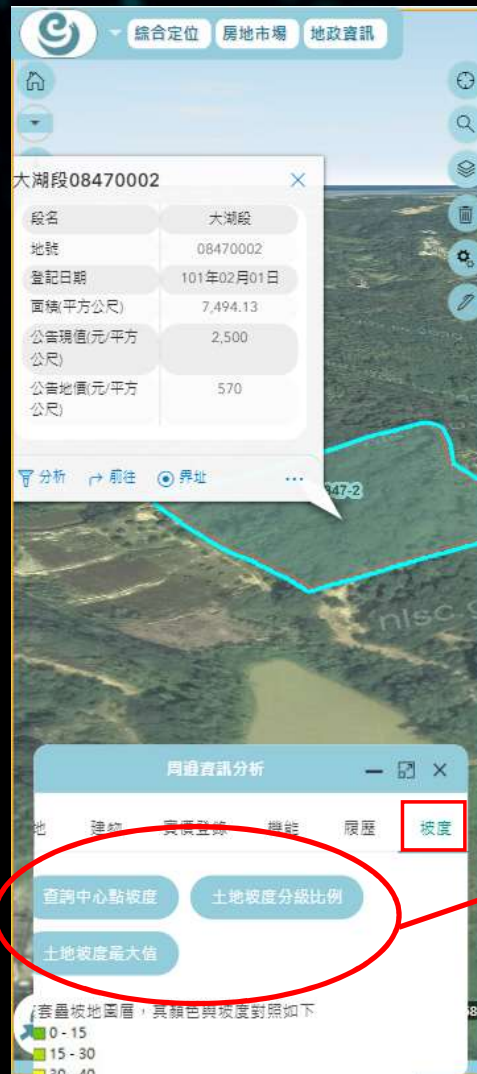 綜合定位 房地市場 地政資訊
大湖段08470002
段名 大湖段
地號 08470002
登記日期 101年02月01日
面積(平方公尺) 7,494.13
公告現值(元/平方 2,500
公尺)
公告地價(元/平方 570
公尺)
分析 前往 界址 ...
847-2
nlsc.g
周邊資訊分析
地 建物 實價登錄 機能 履歷 坡度
查詢中心點坡度 土地坡度分級比例
土地坡度最大值
套疊坡地圖層，其顏色與坡度對照如下
0 - 15
15 - 30
30 - 40